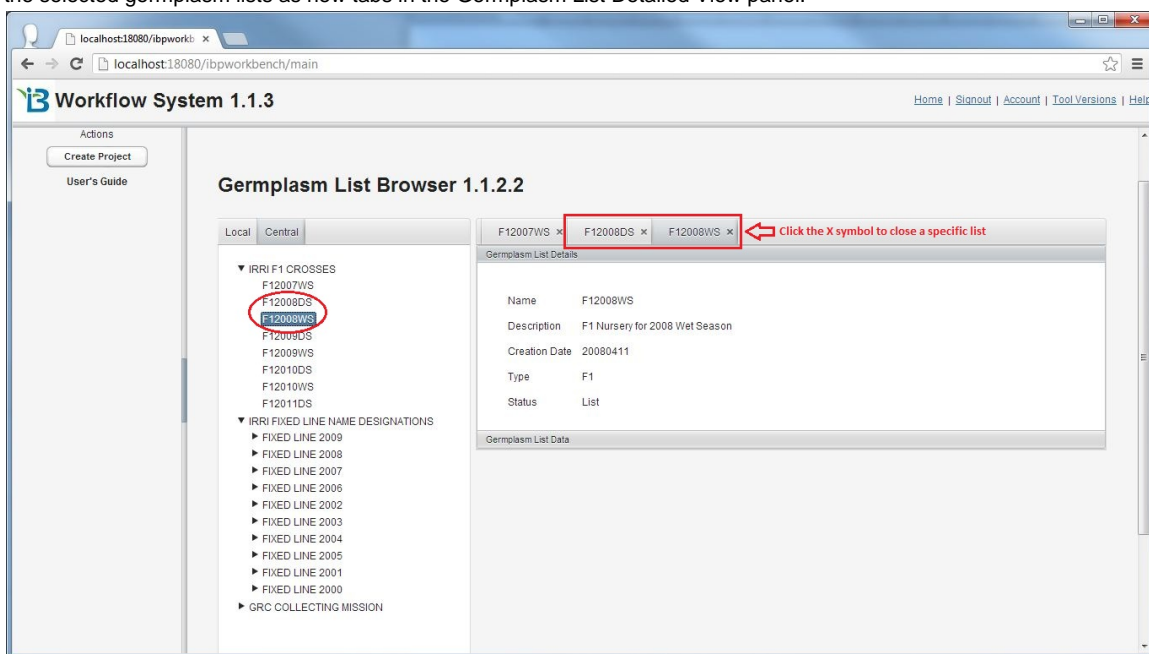 the selected germplasm lists as new tabs in the Germplasm List Detailed View panel.
localhost:18080/ibpworkb ×
localhost:18080/ibpworkbench/main
iB Workflow System 1.1.3
Home | Signout | Account | Tool Versions | Help
Actions
Create Project
User's Guide
Germplasm List Browser 1.1.2.2
Local Central
▼ IRRI F1 CROSSES
F12007WS
F12008DS
F12008WS
F12009DS
F12009WS
F12010DS
F12010WS
F12011DS
▼ IRRI FIXED LINE NAME DESIGNATIONS
► FIXED LINE 2009
► FIXED LINE 2008
► FIXED LINE 2007
► FIXED LINE 2006
► FIXED LINE 2002
► FIXED LINE 2003
► FIXED LINE 2004
► FIXED LINE 2005
► FIXED LINE 2001
► FIXED LINE 2000
► GRC COLLECTING MISSION
F12007WS × F12008DS × F12008WS × Click the X symbol to close a specific list
Germplasm List Details
Name F12008WS
Description F1 Nursery for 2008 Wet Season
Creation Date 20080411
Type F1
Status List
Germplasm List Data